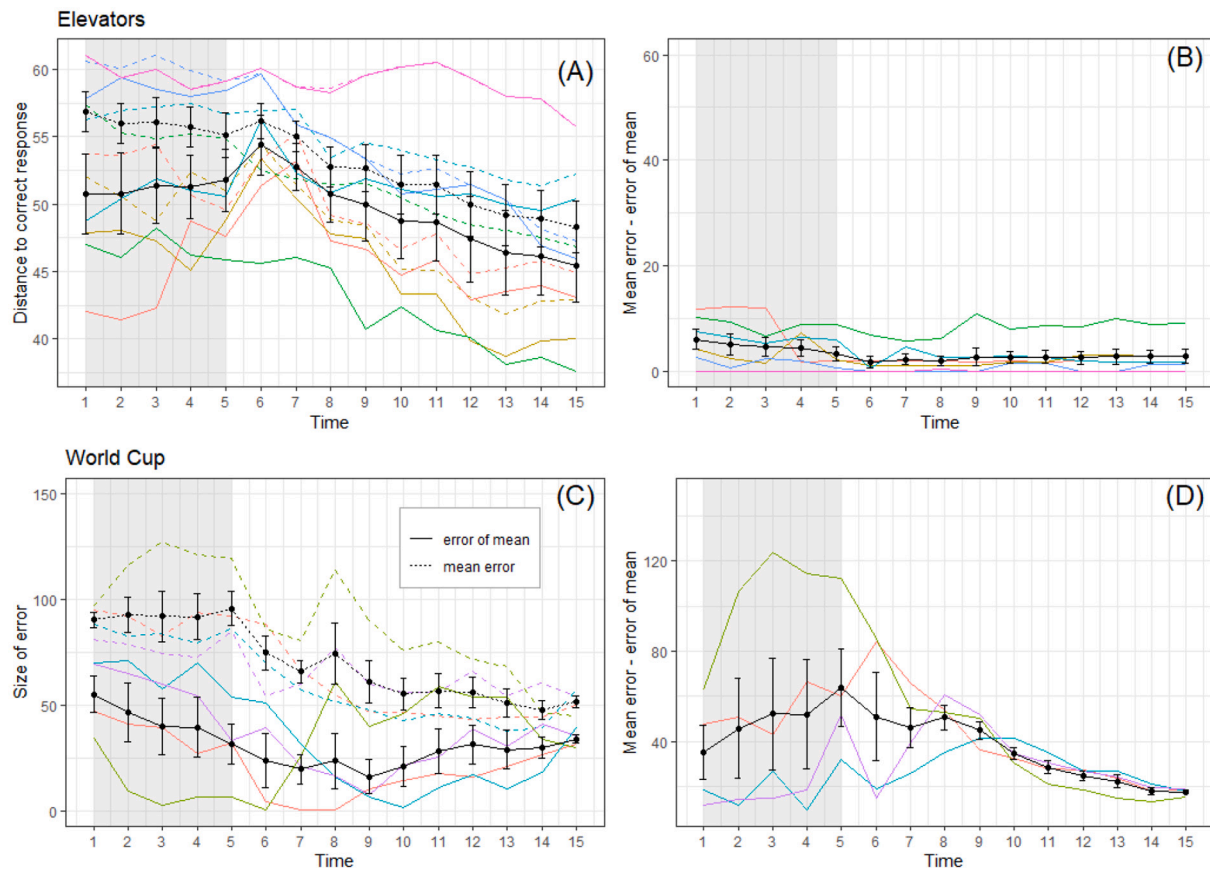 Elevators
(A)
Distance to correct response
60
55
50
45
40
1 2 3 4 5 6 7 8 9 10 11 12 13 14 15
Time
(B)
Mean error - error of mean
60
40
20
0
1 2 3 4 5 6 7 8 9 10 11 12 13 14 15
Time
World Cup
(C)
Size of error
150
100
50
0
error of mean
mean error
1 2 3 4 5 6 7 8 9 10 11 12 13 14 15
Time
(D)
Mean error - error of mean
120
80
40
1 2 3 4 5 6 7 8 9 10 11 12 13 14 15
Time